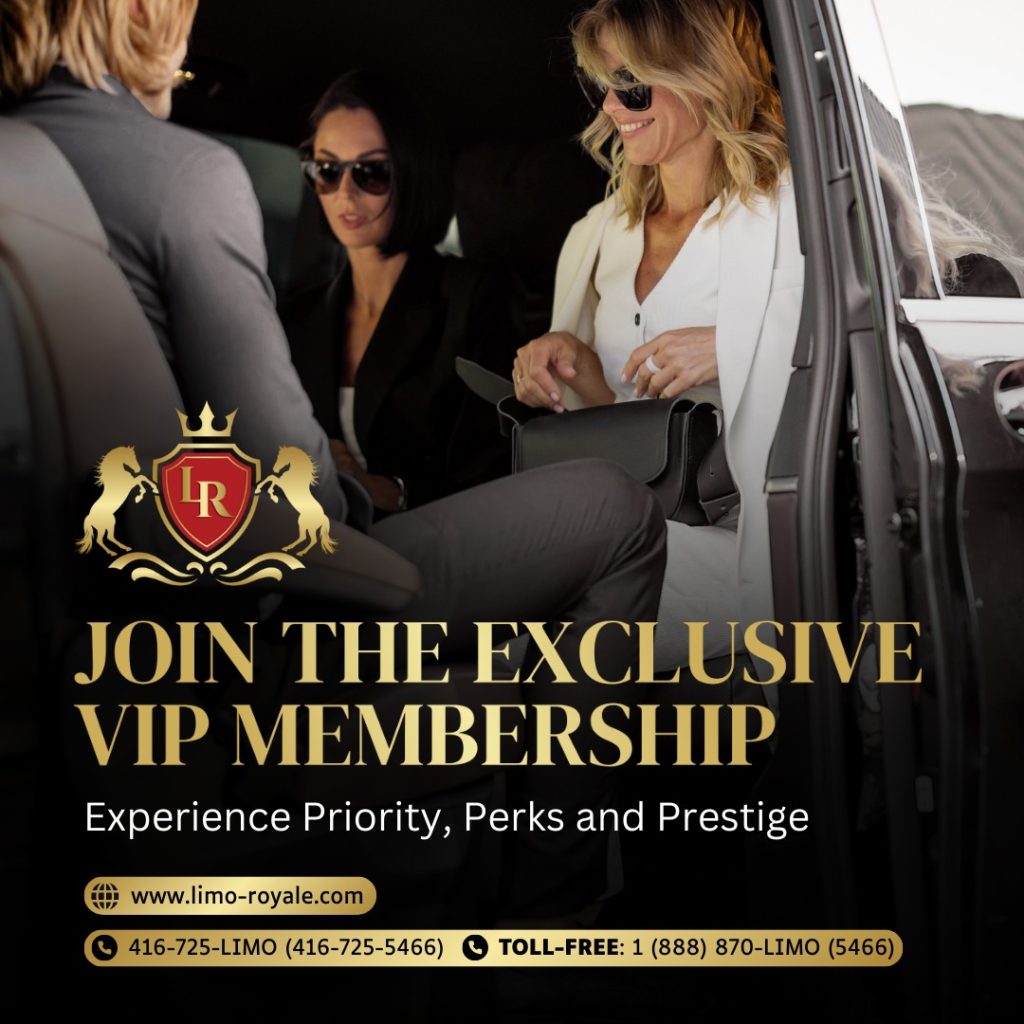 LR
JOIN THE EXCLUSIVE
VIP MEMBERSHIP
Experience Priority, Perks and Prestige
www.limo-royale.com
416-725-LIMO (416-725-5466) TOLL-FREE: 1 (888) 870-LIMO (5466)